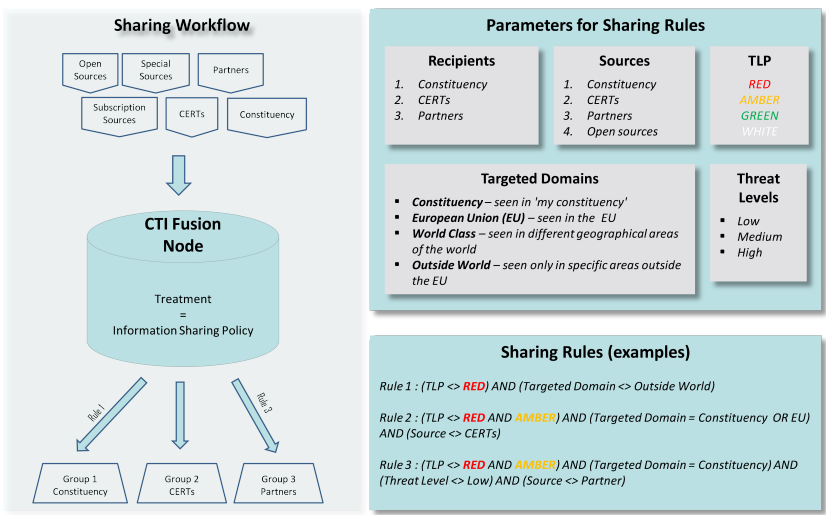 Sharing Workflow
Open
Sources
Special
Sources
Partners
Subscription
Sources
CERTs
Constituency
CTI Fusion
Node
Treatment
=
Information Sharing Policy
Rule 1
Rule 3
Group 1
Constituency
Group 2
CERTs
Group 3
Partners
Parameters for Sharing Rules
Recipients
1. Constituency
2. CERTs
3. Partners
Sources
1. Constituency
2. CERTs
3. Partners
4. Open sources
TLP
RED
AMBER
GREEN
WHITE
Targeted Domains
▪ Constituency – seen in 'my constituency'
▪ European Union (EU) – seen in the EU
▪ World Class – seen in different geographical areas
of the world
▪ Outside World – seen only in specific areas outside
the EU
Threat
Levels
▪ Low
▪ Medium
▪ High
Sharing Rules (examples)
Rule 1 : (TLP <> RED) AND (Targeted Domain <> Outside World)
Rule 2 : (TLP <> RED AND AMBER) AND (Targeted Domain = Constituency OR EU)
AND (Source <> CERTs)
Rule 3 : (TLP <> RED AND AMBER) AND (Targeted Domain = Constituency) AND
(Threat Level <> Low) AND (Source <> Partner)